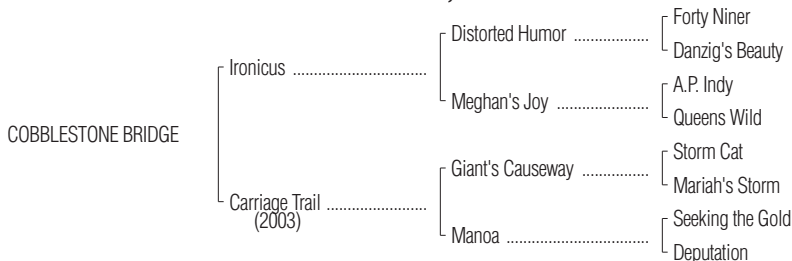 Forty Niner
Distorted Humor ..................
Danzig's Beauty
Ironicus ................................
A.P. Indy
Meghan's Joy ......................
Queens Wild
COBBLESTONE BRIDGE
Storm Cat
Giant's Causeway ................
Mariah's Storm
Carriage Trail ........................
(2003)
Seeking the Gold
Manoa ..................................
Deputation